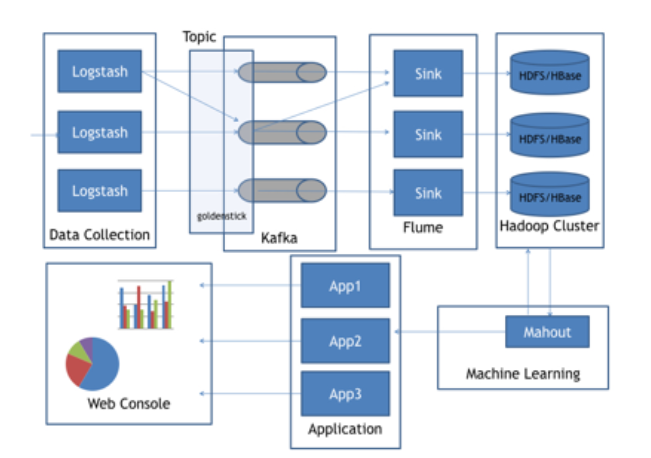 Topic
Logstash
Sink
HDFS/HBase
Logstash
Sink
HDFS/HBase
Logstash
Sink
HDFS/HBase
goldenstick
Data Collection
Kafka
Flume
Hadoop Cluster
App1
App2
Mahout
Machine Learning
App3
Web Console
Application